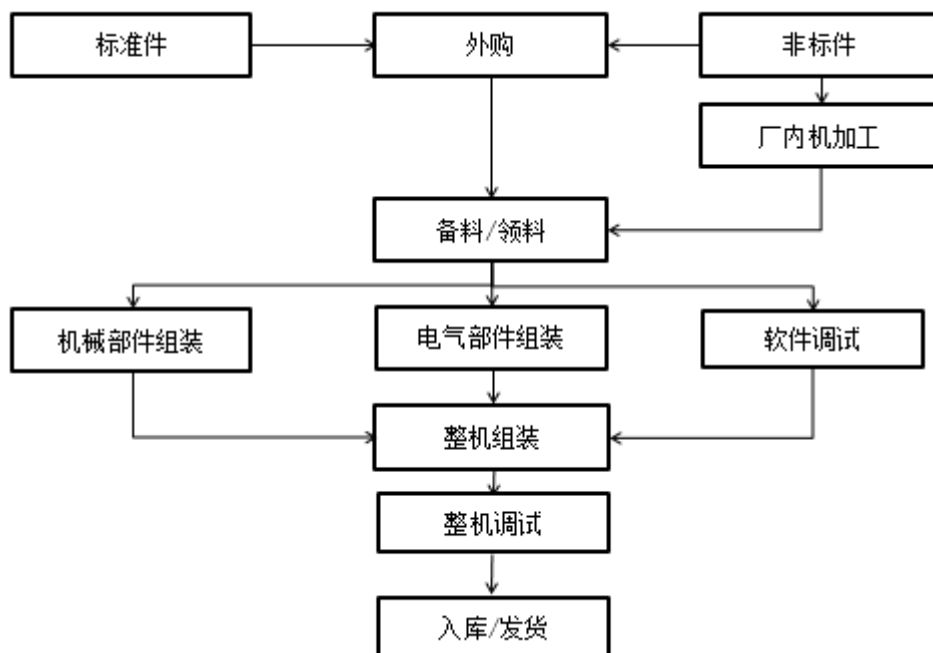 标准件
外购
非标件
厂内机加工
备料/领料
机械部件组装
电气部件组装
软件调试
整机组装
整机调试
入库/发货